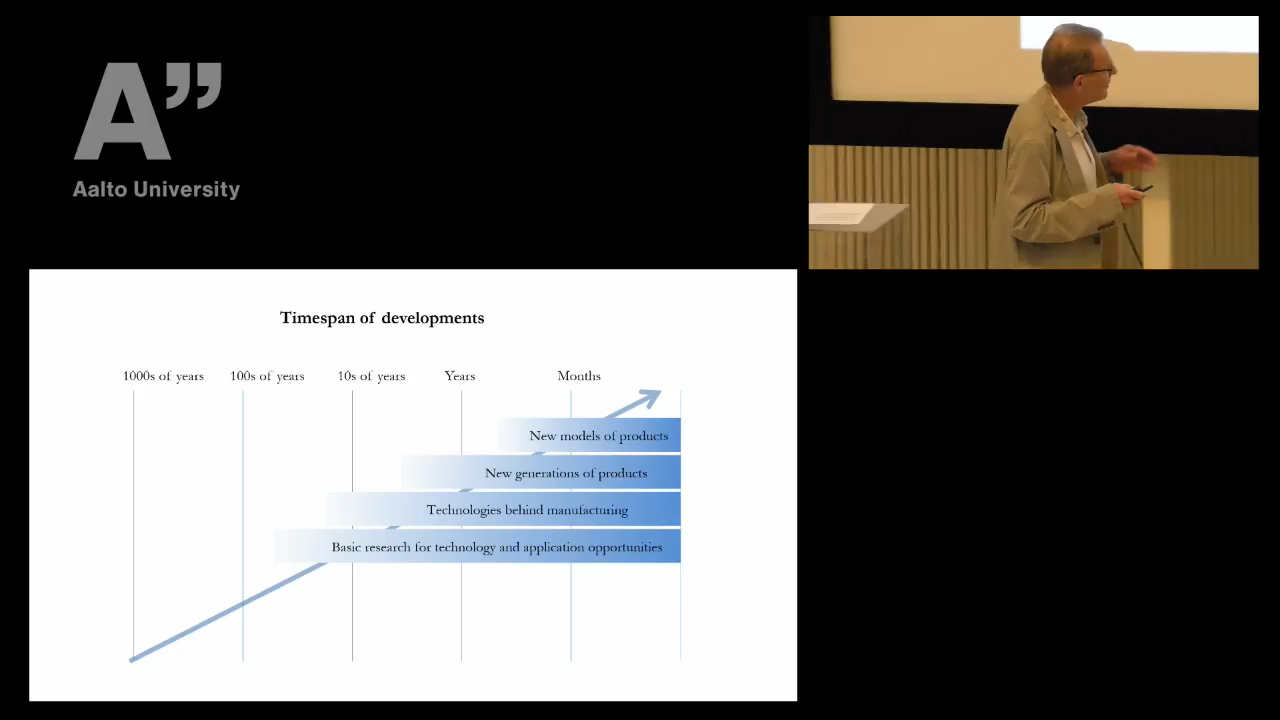 A”
Aalto University
Timespan of developments
1000s of years 100s of years 10s of years Years Months
New models of products
New generations of products
Technologies behind manufacturing
Basic research for technology and application opportunities